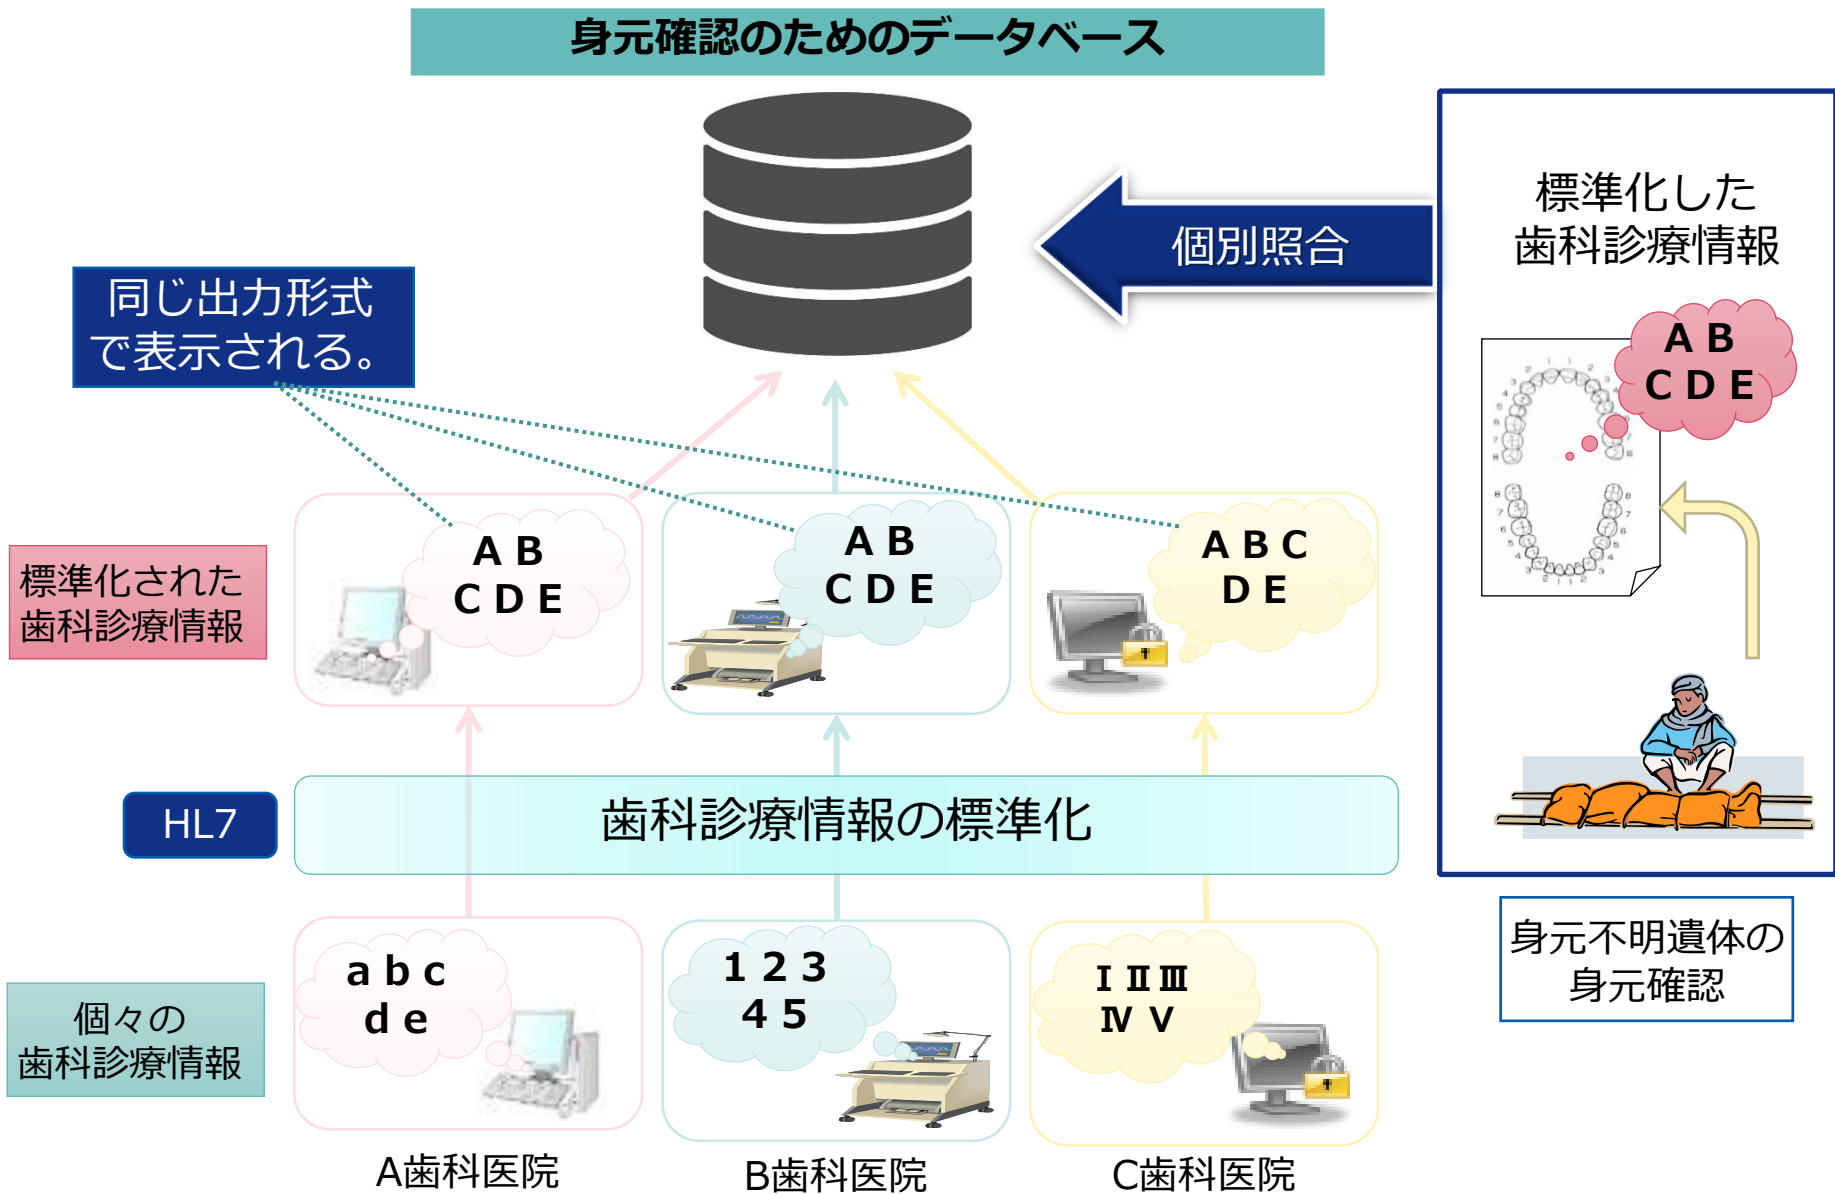 身元確認のためのデータベース
標準化した
歯科診療情報
個別照合
同じ出力形式
で表示される。
A B
C D E
標準化された
歯科診療情報
A B
C D E
A B
C D E
A B C
D E
HL7
歯科診療情報の標準化
個々の
歯科診療情報
a b c
d e
1 2 3
4 5
Ⅰ Ⅱ Ⅲ
Ⅳ Ⅴ
身元不明遺体の
身元確認
A歯科医院
B歯科医院
C歯科医院